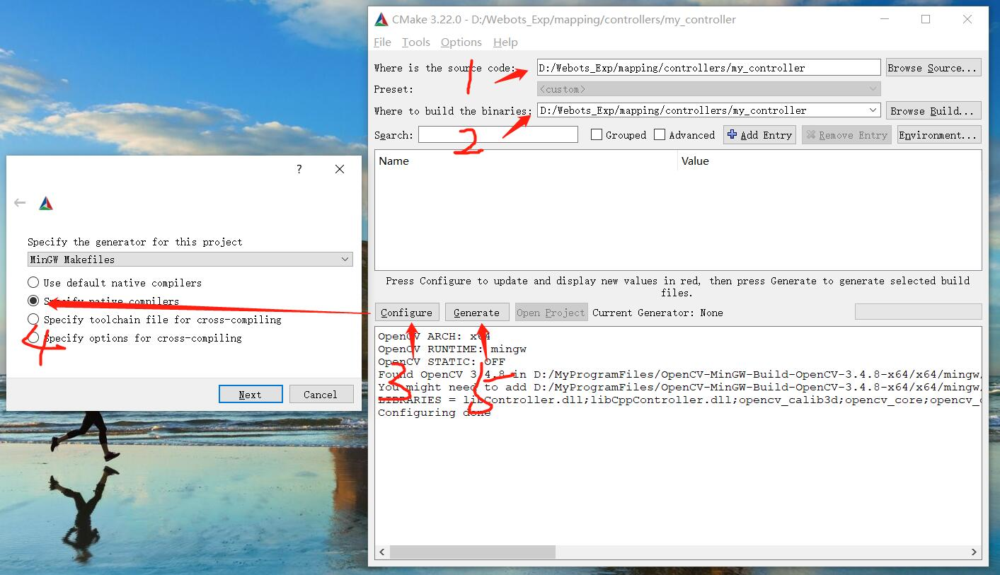 CMake 3.22.0 - D:/Webots_Exp/mapping/controllers/my_controller
File Tools Options Help
Where is the source code: D:/Webots_Exp/mapping/controllers/my_controller Browse Source...
1
Preset: <custom>
Where to build the binaries: D:/Webots_Exp/mapping/controllers/my_controller Browse Build...
2
Search: Grouped Advanced Add Entry Remove Entry Environment...
Name Value
Press Configure to update and display new values in red, then press Generate to generate selected build
files.
Configure Generate Open Project Current Generator: None
3 5
OpenCV ARCH: x64
OpenCV RUNTIME: mingw
OpenCV STATIC: OFF
Found OpenCV 3.4.8 in D:/MyProgramFiles/OpenCV-MinGW-Build-OpenCV-3.4.8-x64/x64/mingw/
You might need to add D:/MyProgramFiles/OpenCV-MinGW-Build-OpenCV-3.4.8-x64/x64/mingw/
LIBRARIES = libController.dll;libCppController.dll;opencv_calib3d;opencv_core;opencv_
Configuring done
?
Specify the generator for this project
MinGW Makefiles
Use default native compilers
Specify native compilers
Specify toolchain file for cross-compiling
Specify options for cross-compiling
4
Next Cancel